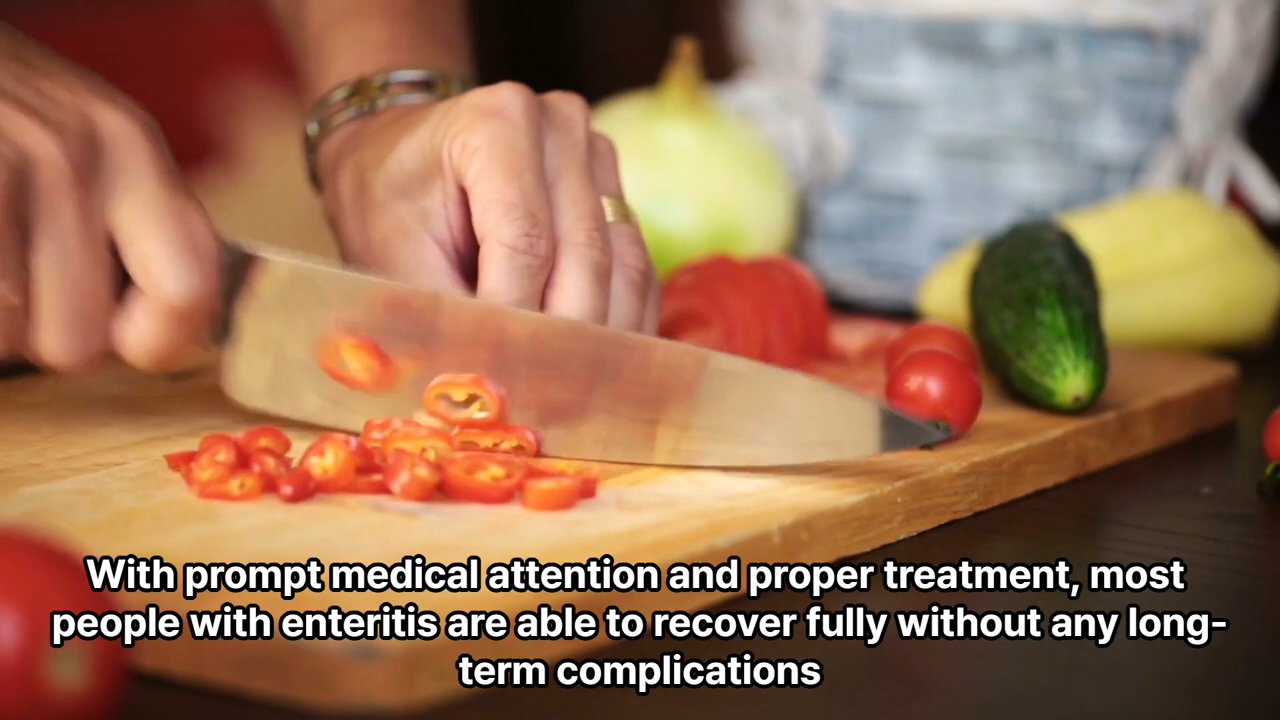 With prompt medical attention and proper treatment, most
people with enteritis are able to recover fully without any long-
term complications